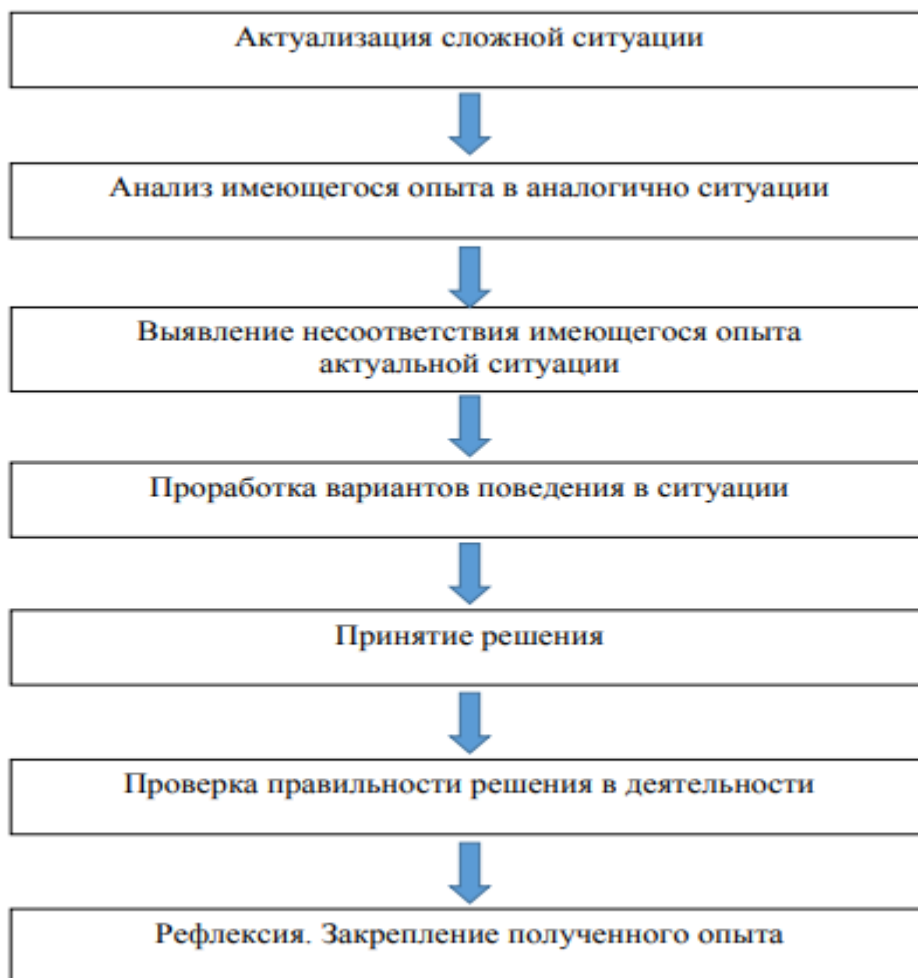 Актуализация сложной ситуации
Анализ имеющегося опыта в аналогично ситуации
Выявление несоответствия имеющегося опыта
актуальной ситуации
Проработка вариантов поведения в ситуации
Принятие решения
Проверка правильности решения в деятельности
Рефлексия. Закрепление полученного опыта